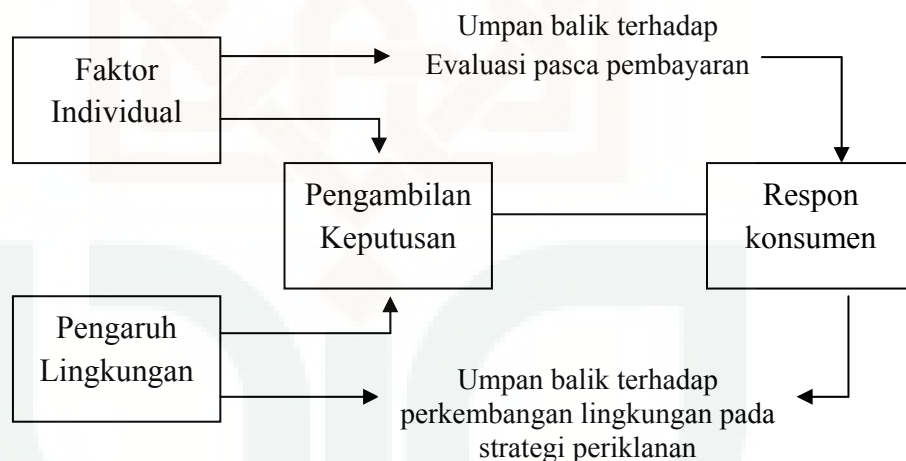 Umpan balik terhadap
Evaluasi pasca pembayaran
Faktor
Individual
Pengambilan
Keputusan
Respon
konsumen
Pengaruh
Lingkungan
Umpan balik terhadap
perkembangan lingkungan pada
strategi periklanan